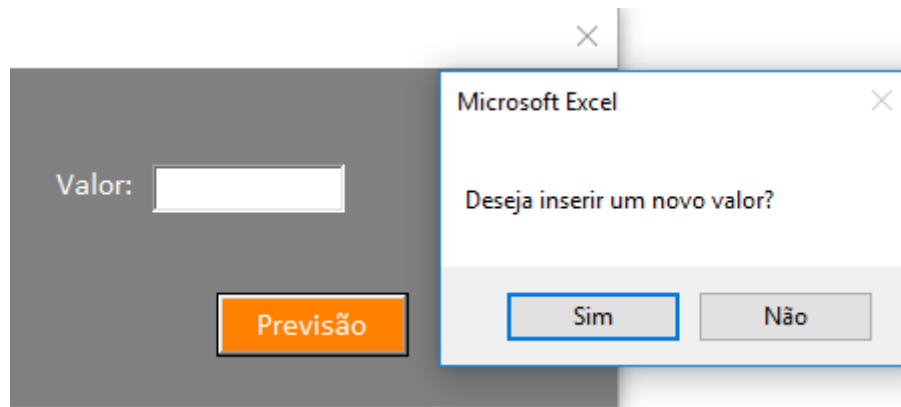 Microsoft Excel
Valor:
Deseja inserir um novo valor?
Previsão
Sim
Não